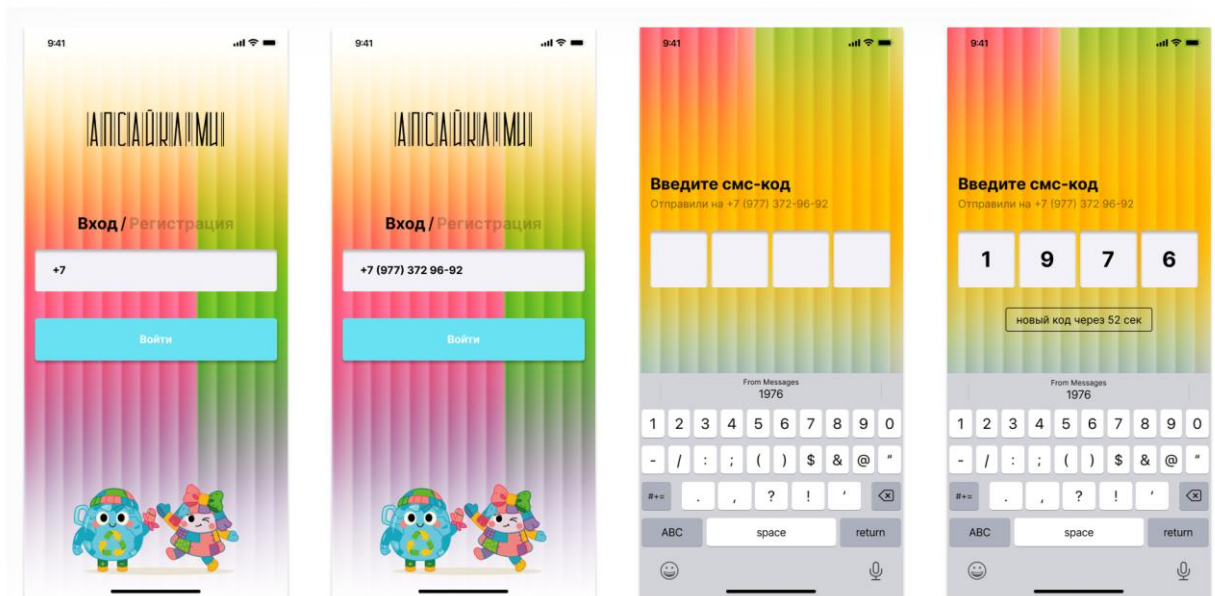 9:41
АПСАЙКЛИМИ
Вход / Регистрация
+7
Войти
9:41
АПСАЙКЛИМИ
Вход / Регистрация
+7 (977) 372 96-92
Войти
9:41
Введите смс-код
Отправили на +7 (977) 372-96-92
From Messages
1976
1 2 3 4 5 6 7 8 9 0
- / : ; ( ) $ & @ "
#+= . , ? ! '
ABC space return
9:41
Введите смс-код
Отправили на +7 (977) 372 96-92
1 9 7 6
новый код через 52 сек
From Messages
1976
1 2 3 4 5 6 7 8 9 0
- / : ; ( ) $ & @ "
#+= . , ? ! '
ABC space return